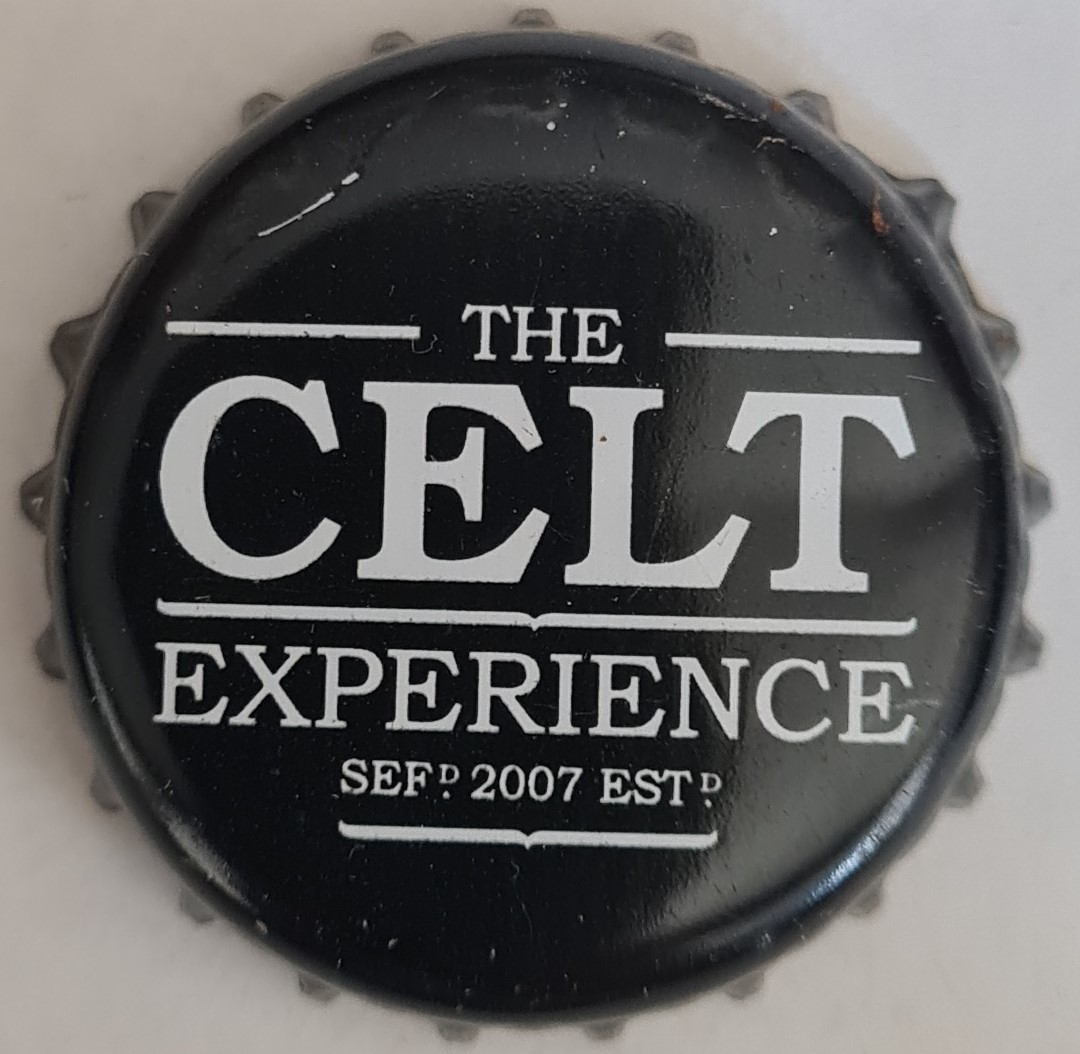 THE
CELT
EXPERIENCE
SEFᴰ. 2007 ESTᴰ.